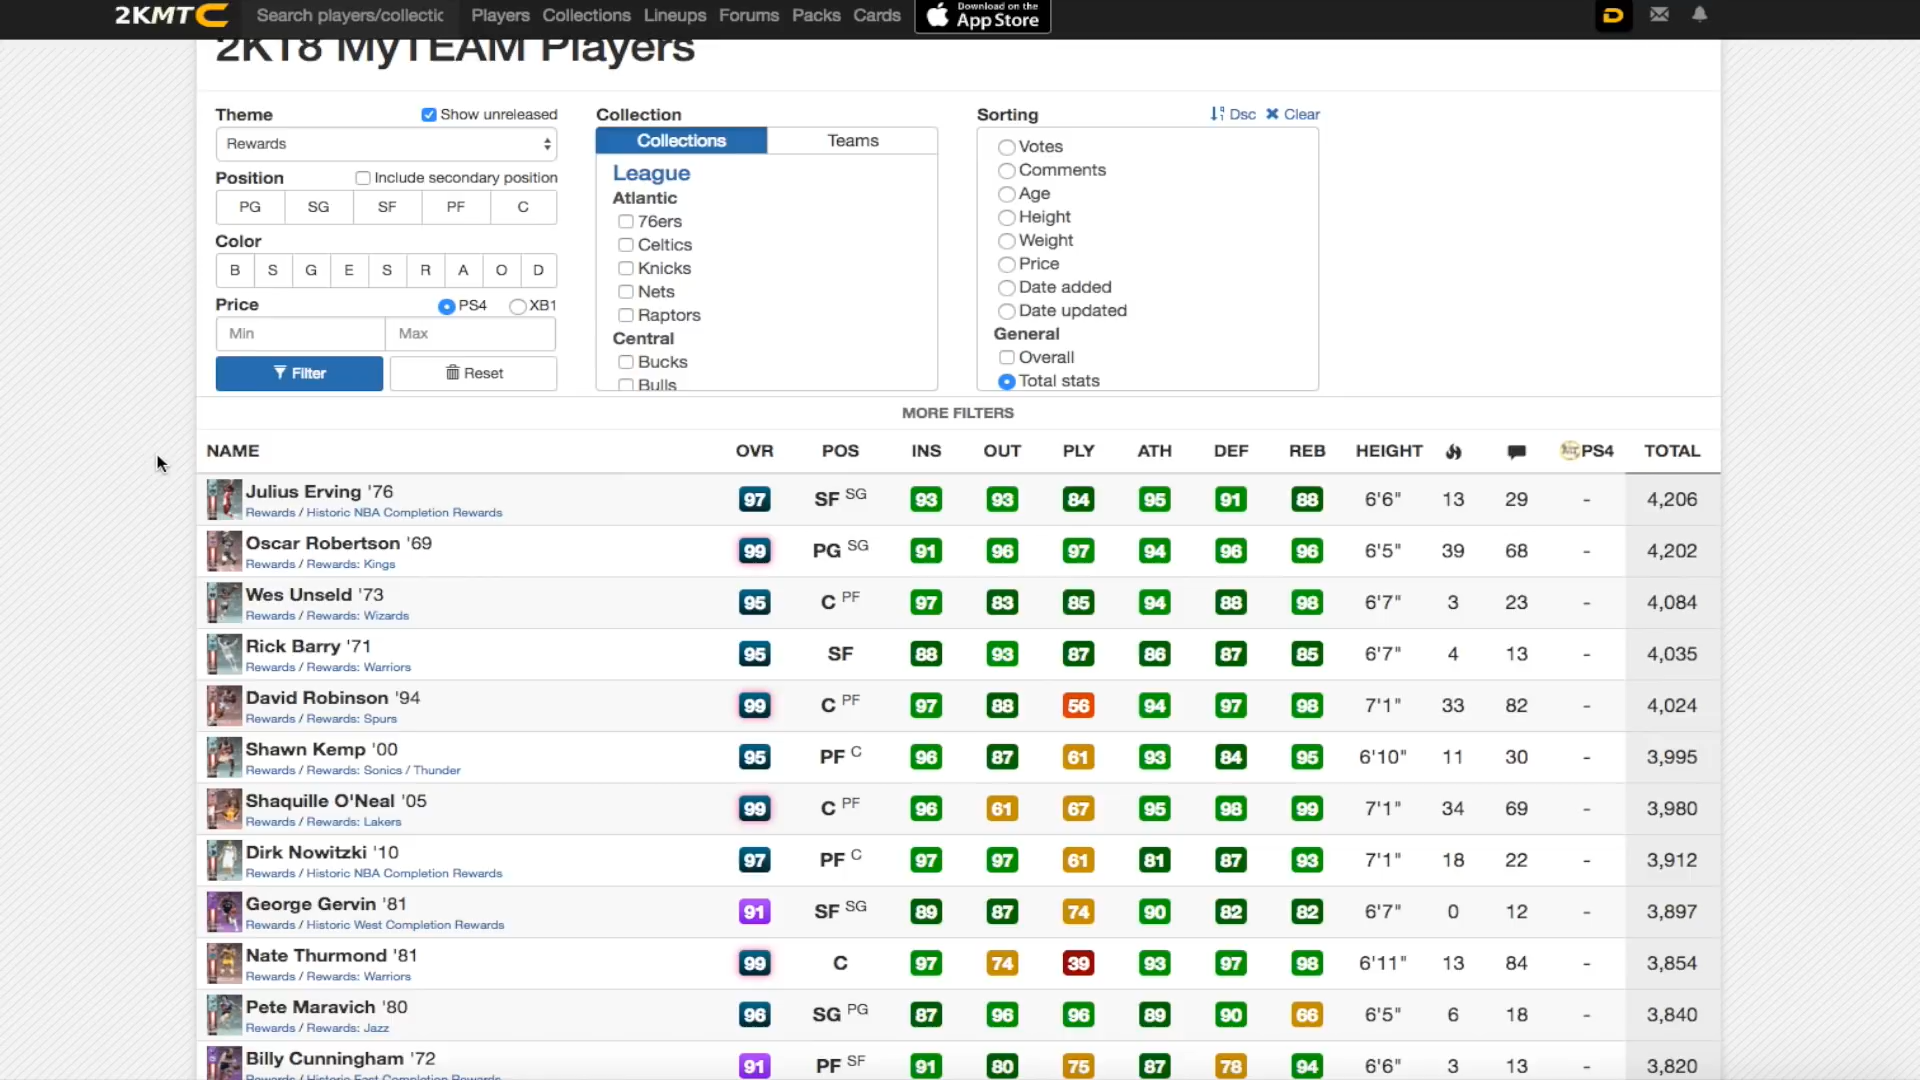 2KMTC Search players/collectic Players Collections Lineups Forums Packs Cards Download on the App Store
2K18 MyTEAM Players
Theme Show unreleased Collection Sorting Dsc Clear
Rewards
Position Include secondary position
PG SG SF PF C
Color
B S G E S R A O D
Price PS4 XB1
Min Max
Filter Reset
Collections Teams
League
Atlantic
76ers
Celtics
Knicks
Nets
Raptors
Central
Bucks
Bulls
Votes
Comments
Age
Height
Weight
Price
Date added
Date updated
General
Overall
Total stats
MORE FILTERS
NAME OVR POS INS OUT PLY ATH DEF REB HEIGHT PS4 TOTAL
Julius Erving '76 97 SF SG 93 93 84 95 91 88 6'6" 13 29 - 4,206
Rewards / Historic NBA Completion Rewards
Oscar Robertson '69 99 PG SG 91 96 97 94 96 96 6'5" 39 68 - 4,202
Rewards / Rewards: Kings
Wes Unseld '73 95 C PF 97 83 85 94 88 98 6'7" 3 23 - 4,084
Rewards / Rewards: Wizards
Rick Barry '71 95 SF 88 93 87 86 87 85 6'7" 4 13 - 4,035
Rewards / Rewards: Warriors
David Robinson '94 99 C PF 97 88 56 94 97 98 7'1" 33 82 - 4,024
Rewards / Rewards: Spurs
Shawn Kemp '00 95 PF C 96 87 61 93 84 95 6'10" 11 30 - 3,995
Rewards / Rewards: Sonics / Thunder
Shaquille O'Neal '05 99 C PF 96 61 67 95 98 99 7'1" 34 69 - 3,980
Rewards / Rewards: Lakers
Dirk Nowitzki '10 97 PF C 97 97 61 81 87 93 7'1" 18 22 - 3,912
Rewards / Historic NBA Completion Rewards
George Gervin '81 91 SF SG 89 87 74 90 82 82 6'7" 0 12 - 3,897
Rewards / Historic West Completion Rewards
Nate Thurmond '81 99 C 97 74 39 93 97 98 6'11" 13 84 - 3,854
Rewards / Rewards: Warriors
Pete Maravich '80 96 SG PG 87 96 96 89 90 66 6'5" 6 18 - 3,840
Rewards / Rewards: Jazz
Billy Cunningham '72 91 PF SF 91 80 75 87 78 94 6'6" 3 13 - 3,820
Rewards / Historic East Completion Rewards